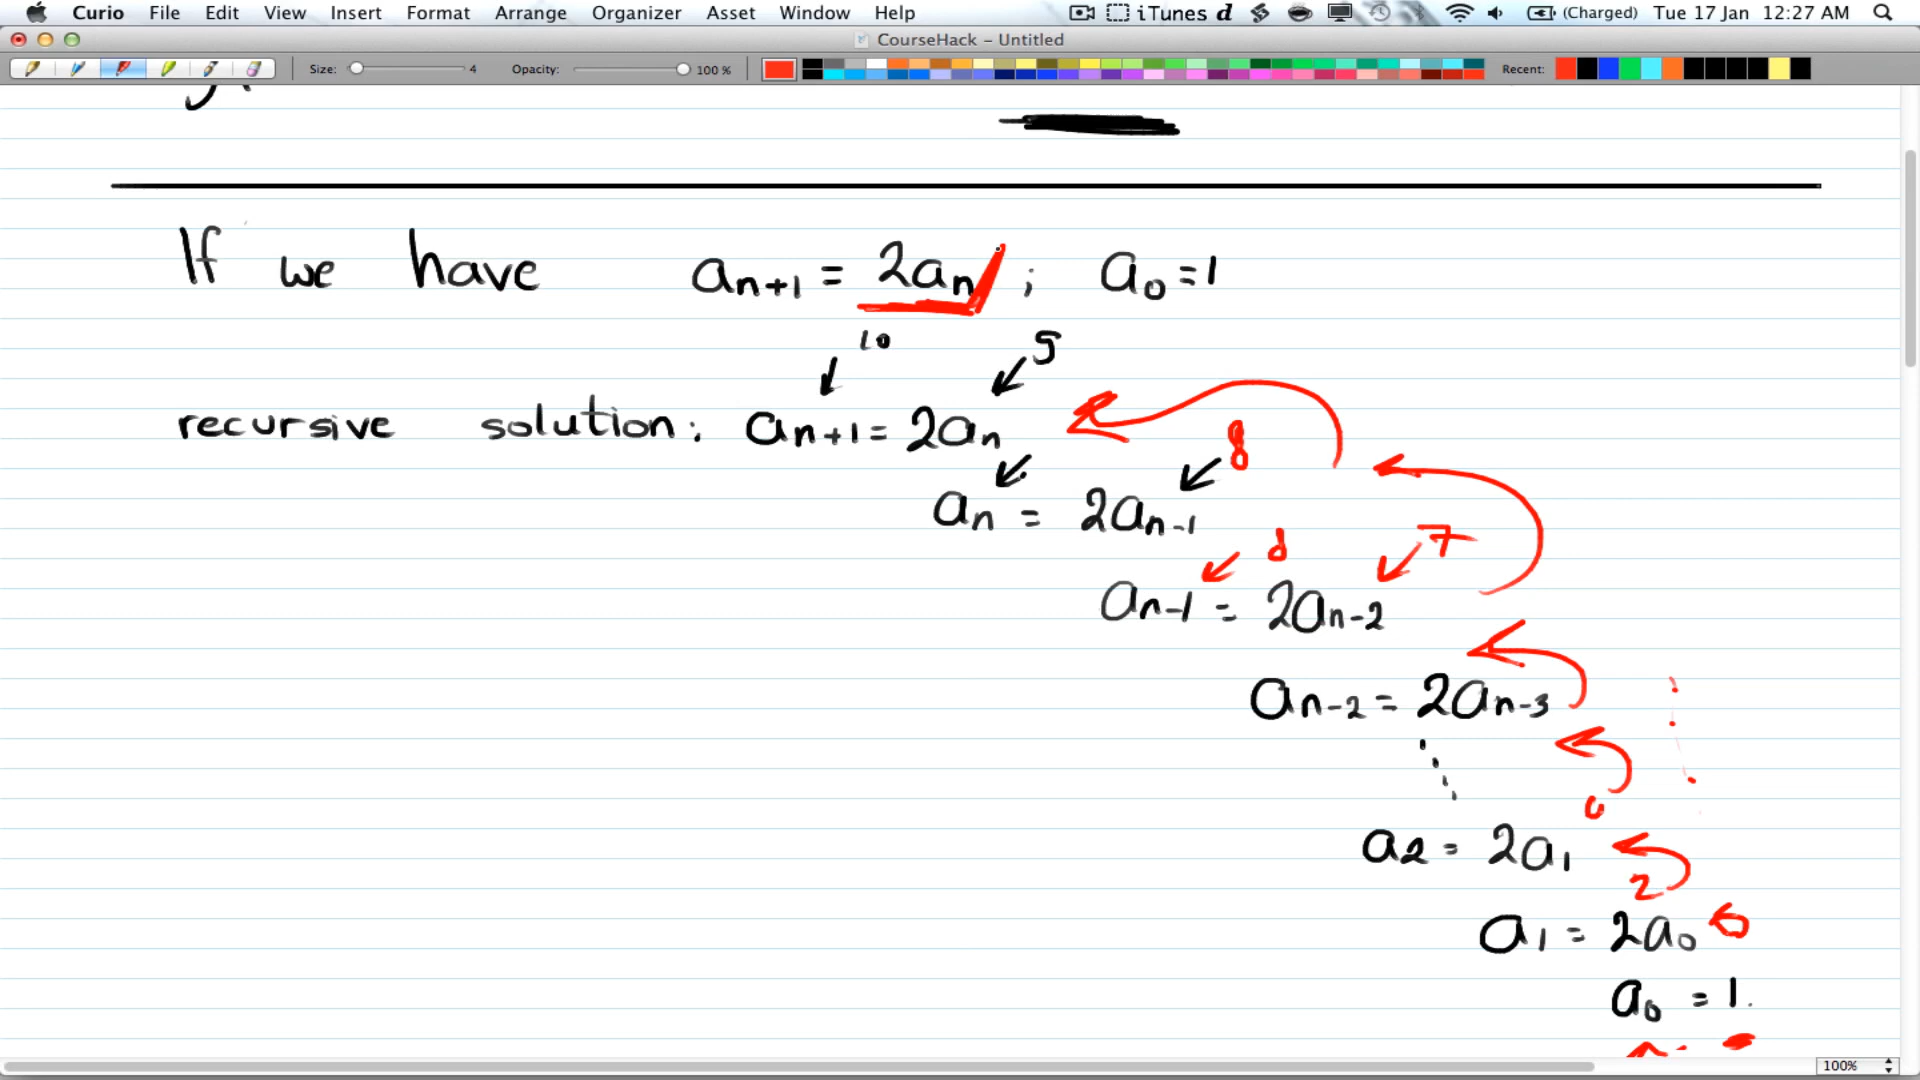 Curio File Edit View Insert Format Arrange Organizer Asset Window Help iTunes d (Charged) Tue 17 Jan 12:27 AM
CourseHack – Untitled
Size: 4 Opacity: 100 % Recent:
If we have aₙ₊₁ = 2aₙ ; a₀ = 1
10 5
recursive solution: aₙ₊₁ = 2aₙ
8
aₙ = 2aₙ₋₁
7
aₙ₋₁ = 2aₙ₋₂
aₙ₋₂ = 2aₙ₋₃
a₂ = 2a₁
2
a₁ = 2a₀
a₀ = 1.
100%